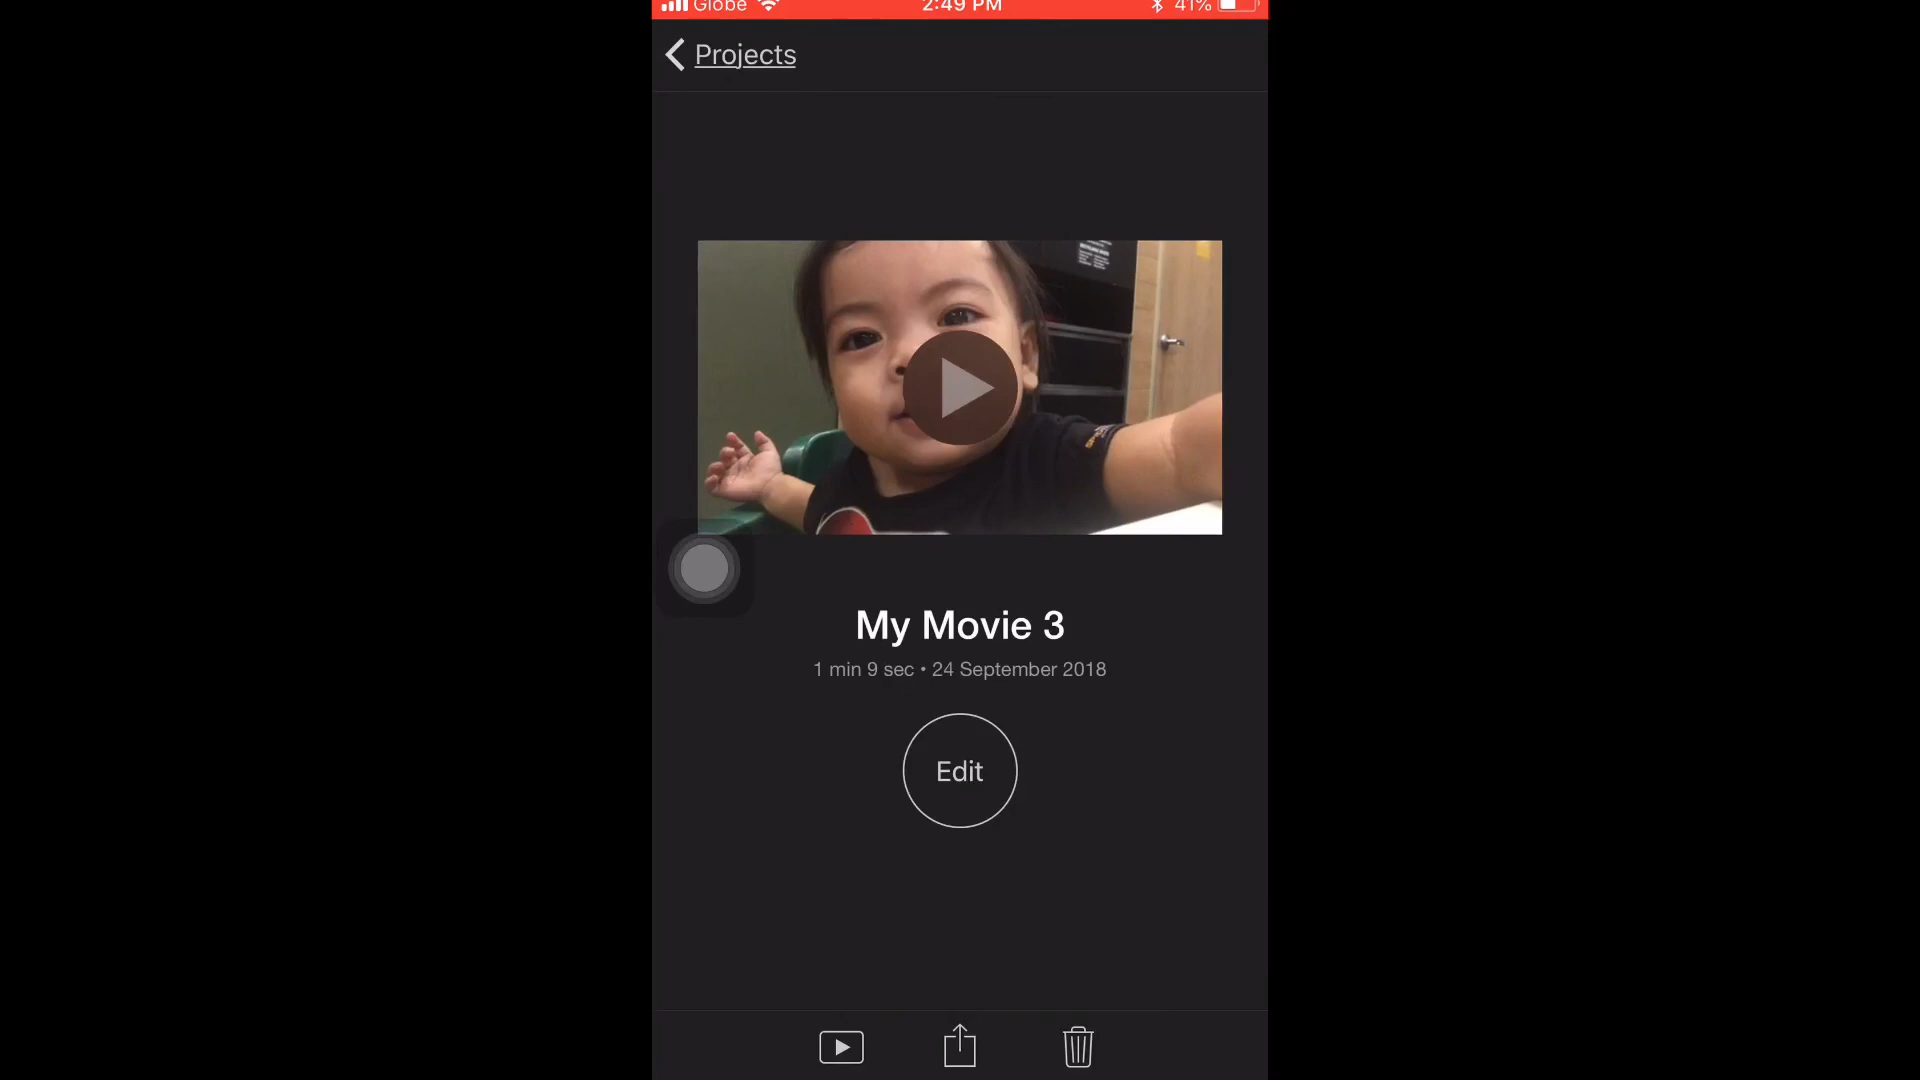 Globe 2:49 PM 41%
Projects
My Movie 3
1 min 9 sec • 24 September 2018
Edit